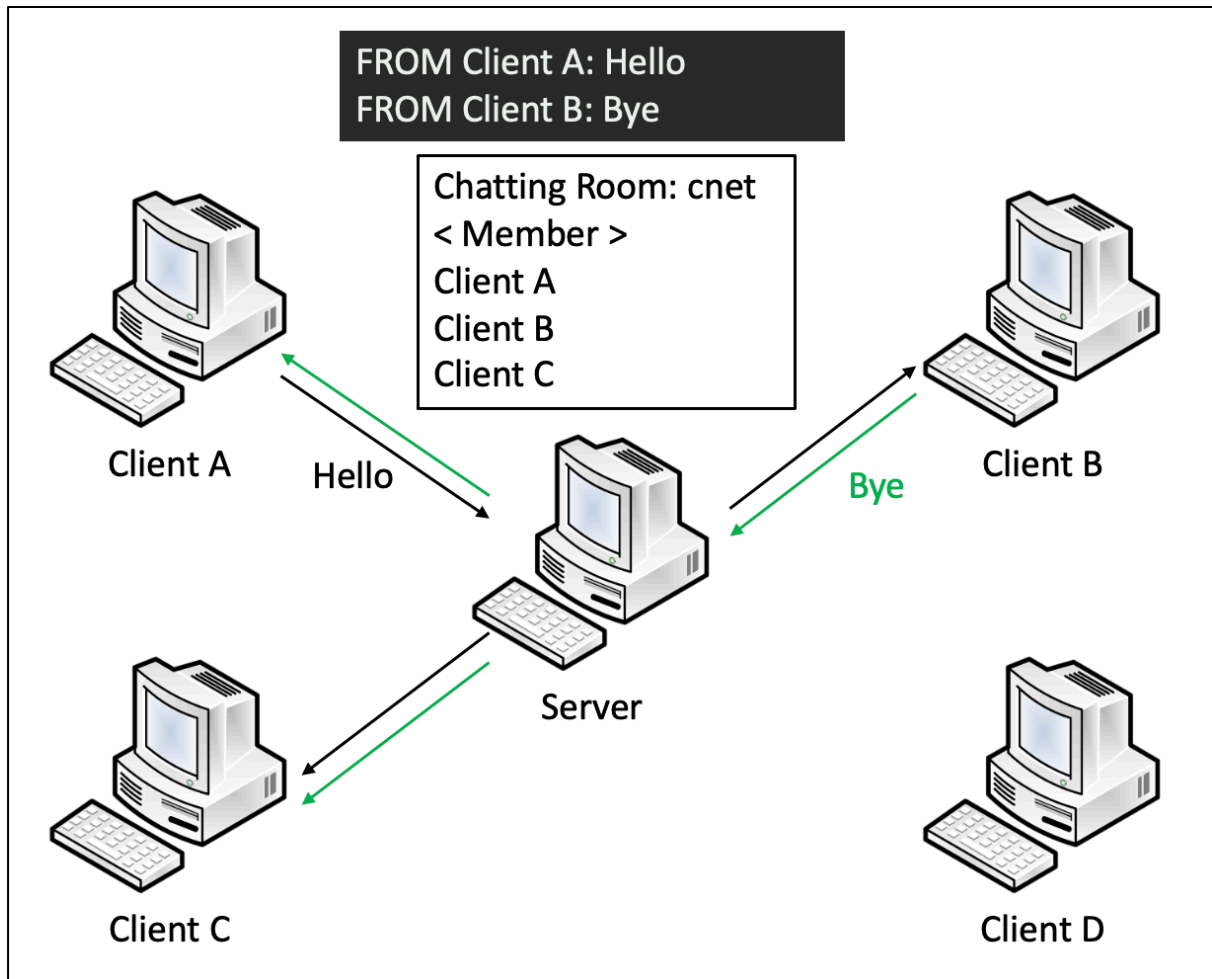 FROM Client A: Hello
FROM Client B: Bye
Chatting Room: cnet
< Member >
Client A
Client B
Client C
Client A
Hello
Client B
Bye
Server
Client C
Client D